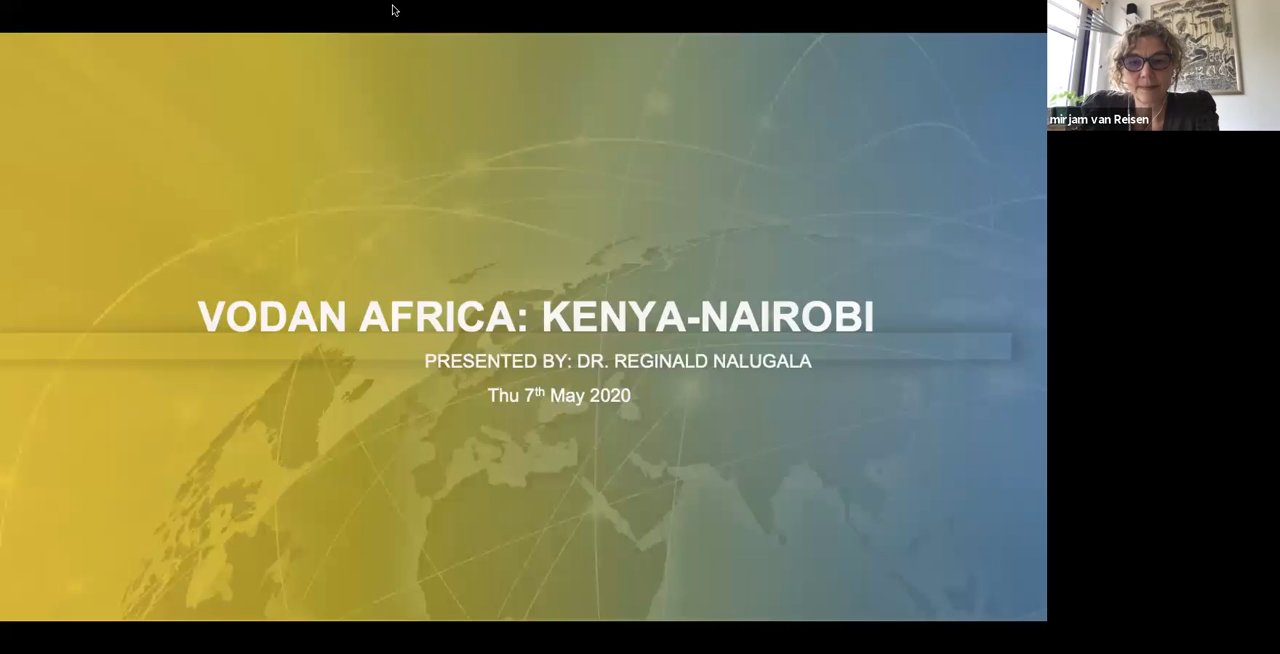 VODAN AFRICA: KENYA-NAIROBI
PRESENTED BY: DR. REGINALD NALUGALA
Thu 7th May 2020
mirjam van Reisen